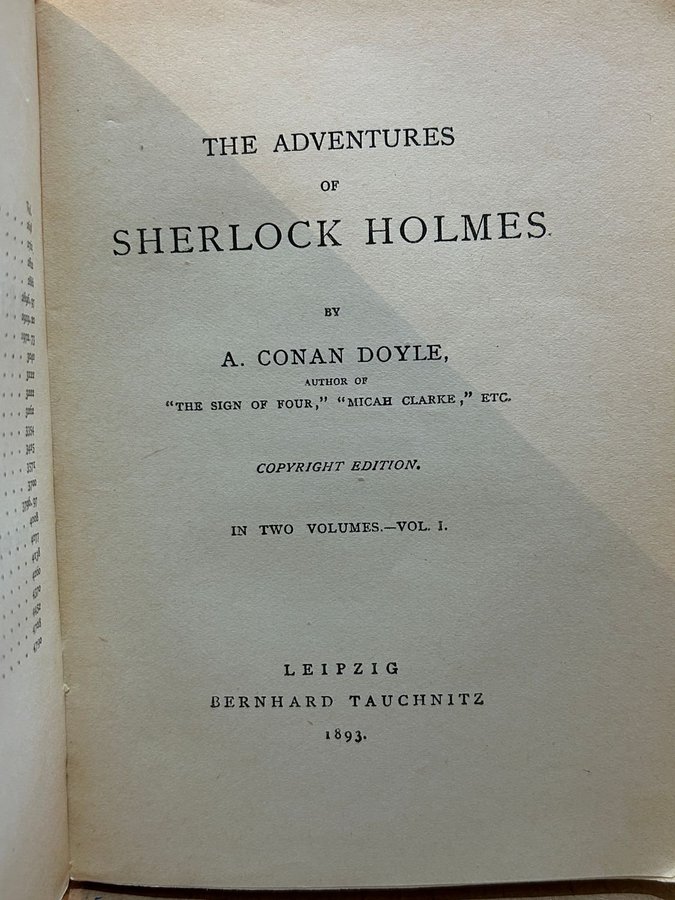 THE ADVENTURES
OF
SHERLOCK HOLMES.
BY
A. CONAN DOYLE,
AUTHOR OF
"THE SIGN OF FOUR," "MICAH CLARKE," ETC.
COPYRIGHT EDITION.
IN TWO VOLUMES.—VOL. I.
LEIPZIG
BERNHARD TAUCHNITZ
1893.